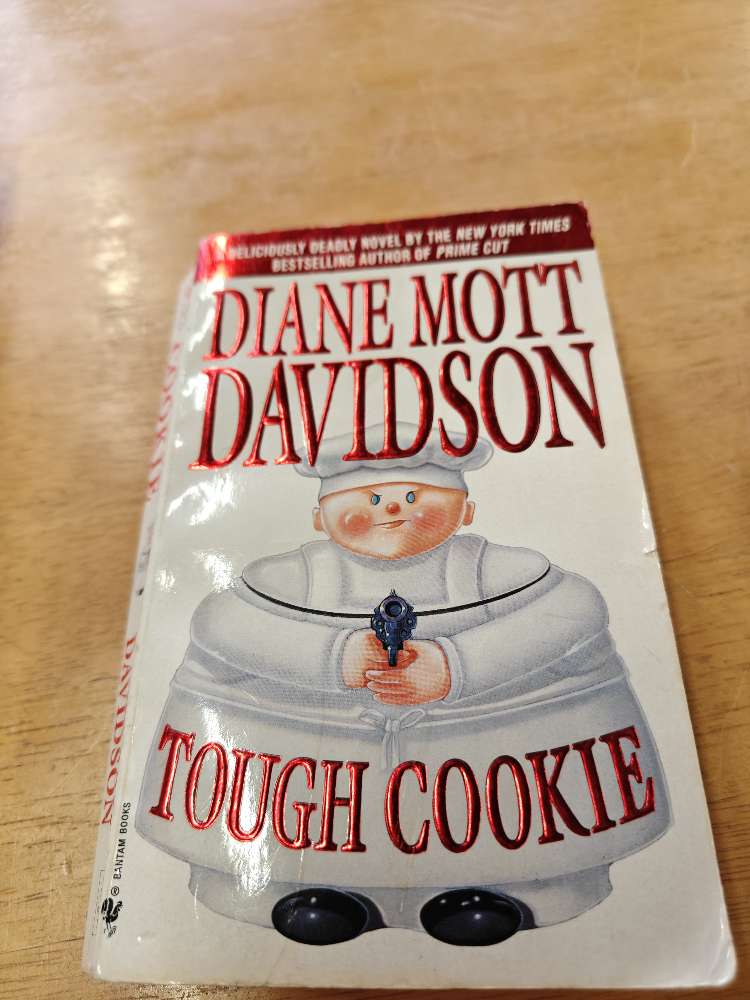 DELICIOUSLY DEADLY NOVEL BY THE NEW YORK TIMES
BESTSELLING AUTHOR OF PRIME CUT
DIANE MOTT
DAVIDSON
TOUGH COOKIE
COOKIE
DAVIDSON
BANTAM BOOKS